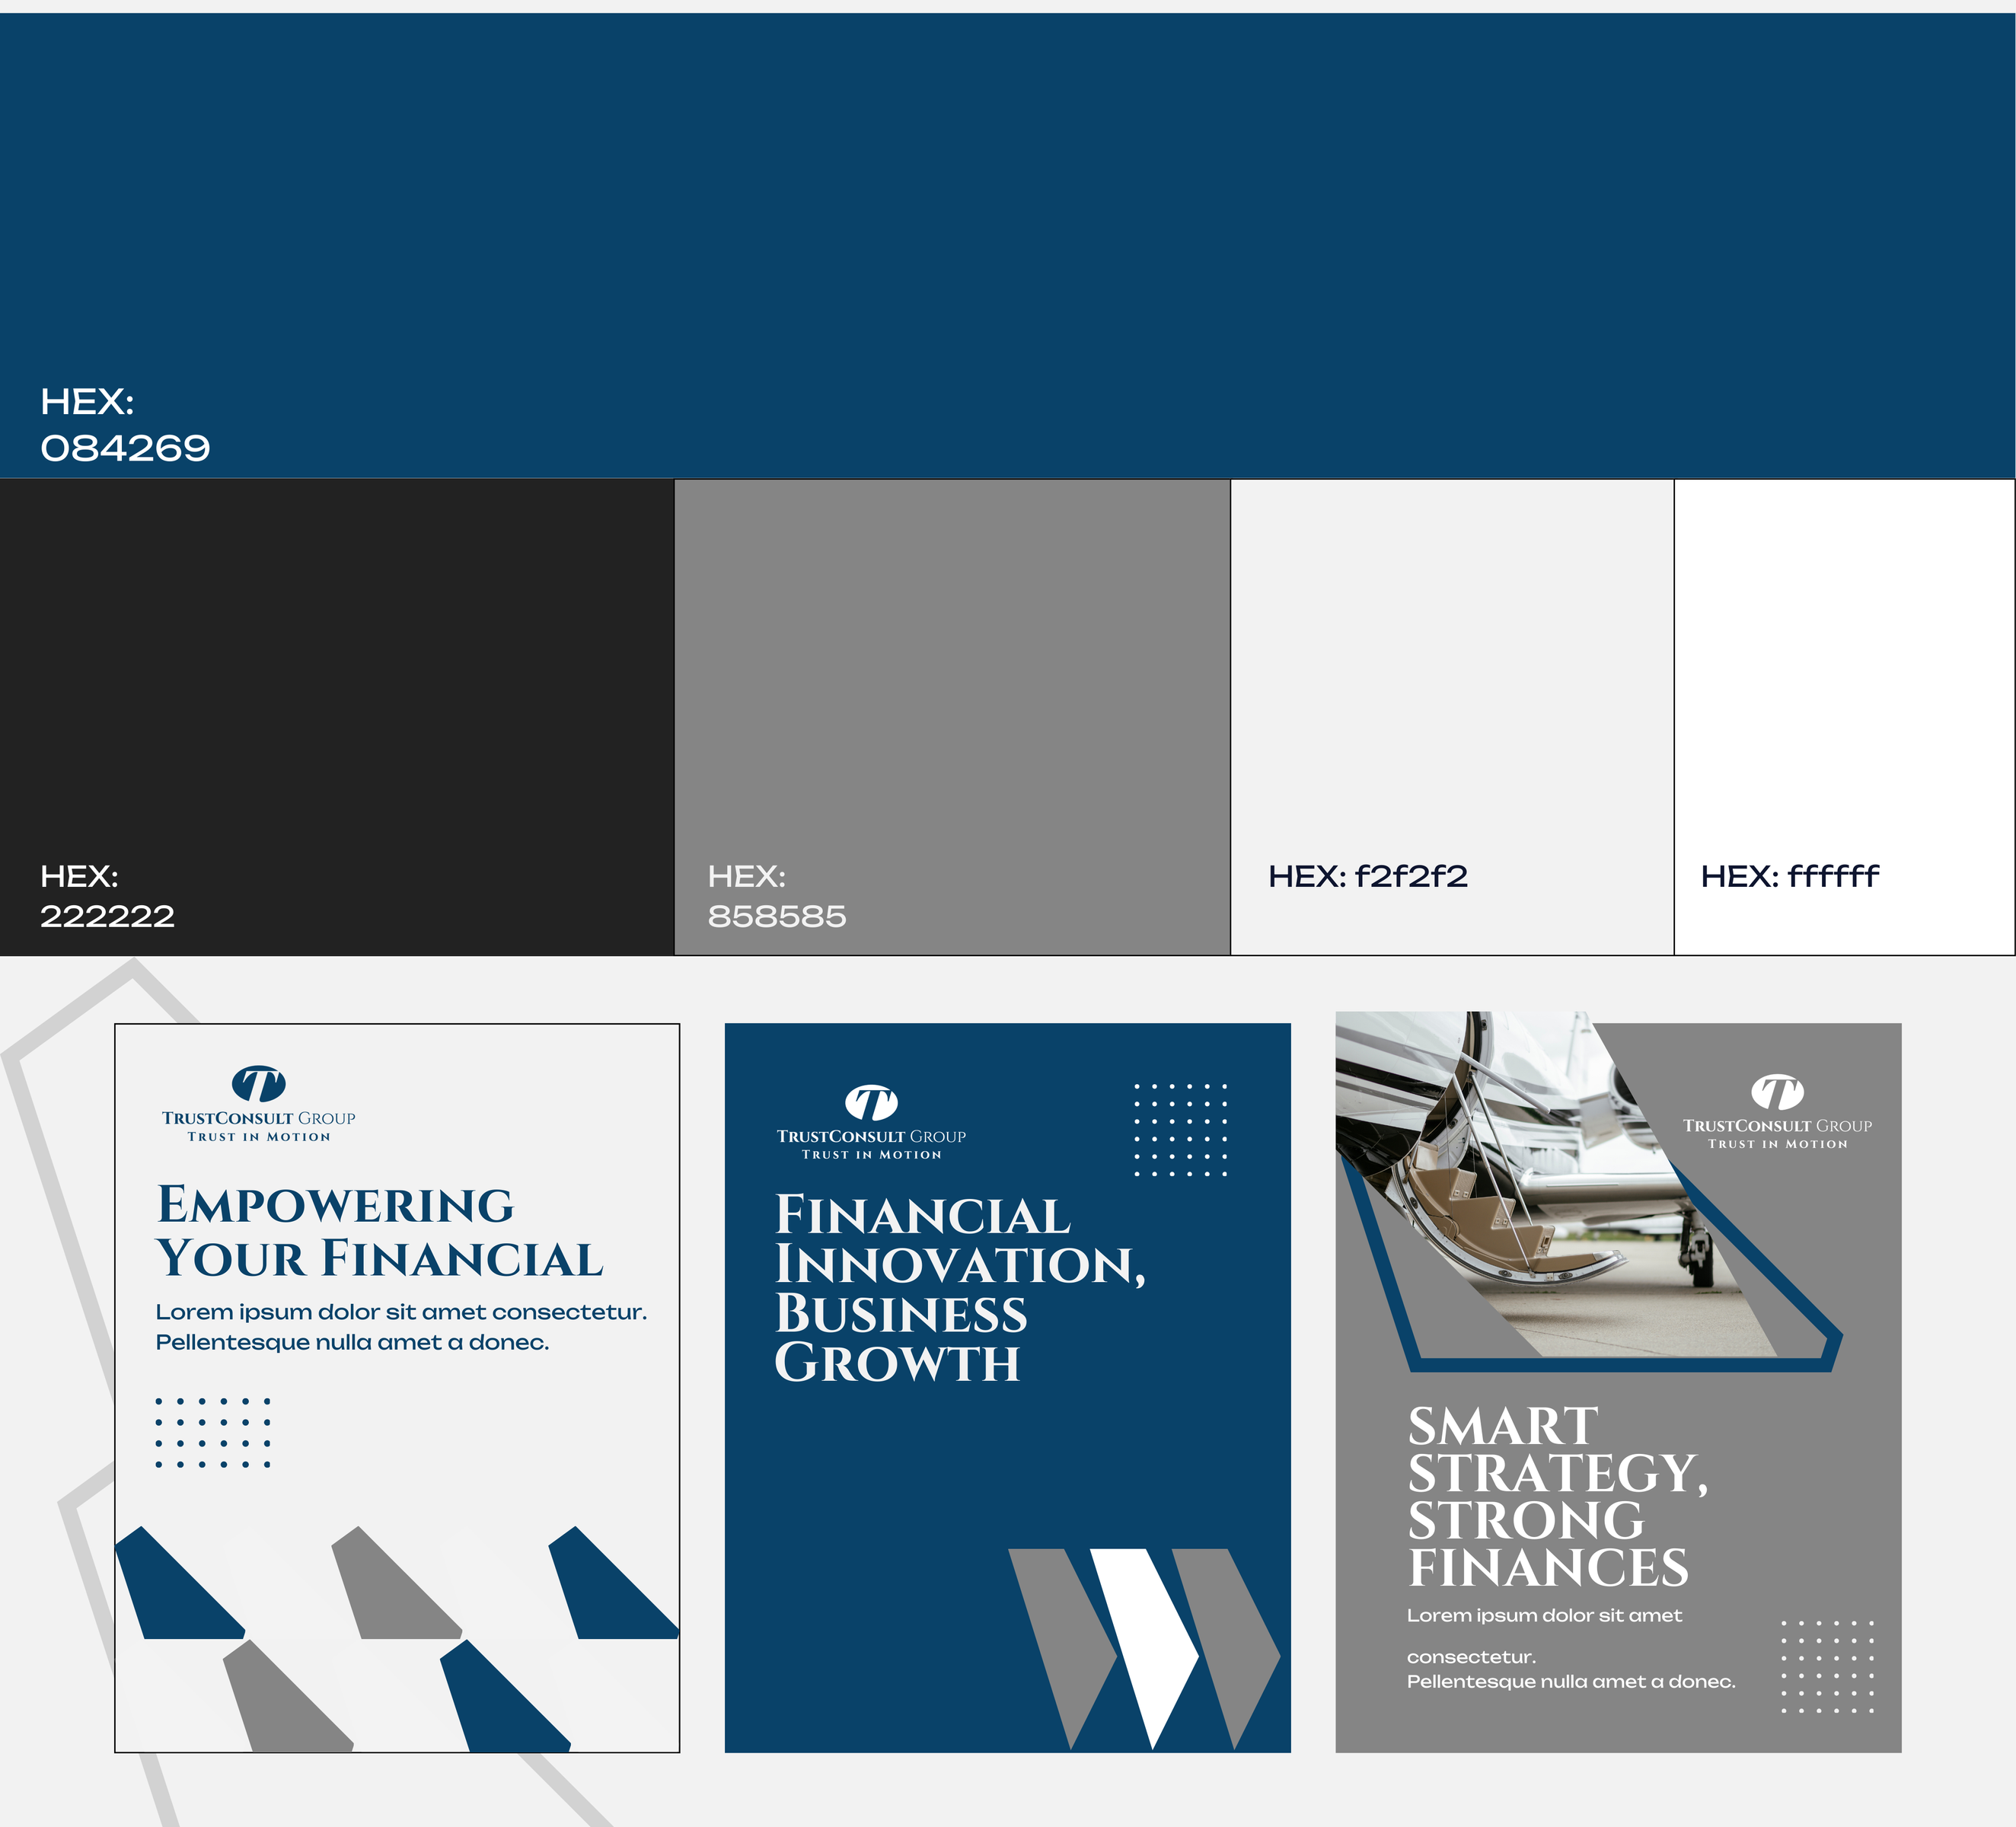 HEX:
084269
HEX:
222222
HEX:
858585
HEX: f2f2f2
HEX: ffffff
T
TrustConsult Group
Trust in Motion
Empowering
Your Financial
Lorem ipsum dolor sit amet consectetur.
Pellentesque nulla amet a donec.
T
TrustConsult Group
Trust in Motion
Financial
Innovation,
Business
Growth
T
TrustConsult Group
Trust in Motion
SMART
STRATEGY,
STRONG
FINANCES
Lorem ipsum dolor sit amet
consectetur.
Pellentesque nulla amet a donec.